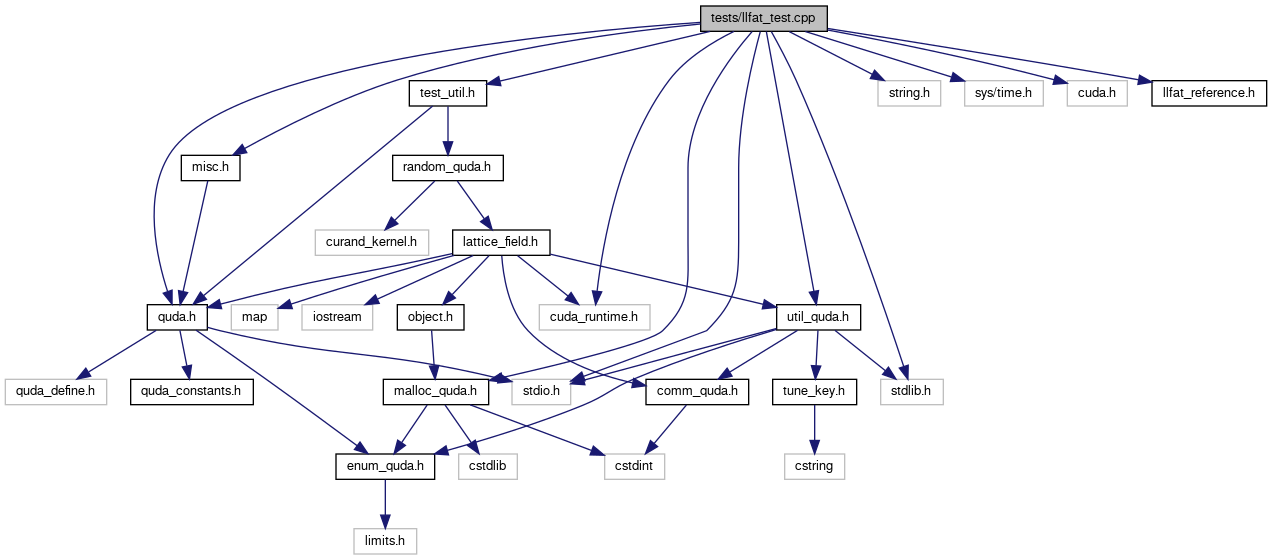 tests/llfat_test.cpp
test_util.h
string.h
sys/time.h
cuda.h
llfat_reference.h
misc.h
random_quda.h
curand_kernel.h
lattice_field.h
quda.h
map
iostream
object.h
cuda_runtime.h
util_quda.h
quda_define.h
quda_constants.h
malloc_quda.h
stdio.h
comm_quda.h
tune_key.h
stdlib.h
enum_quda.h
cstdlib
cstdint
cstring
limits.h